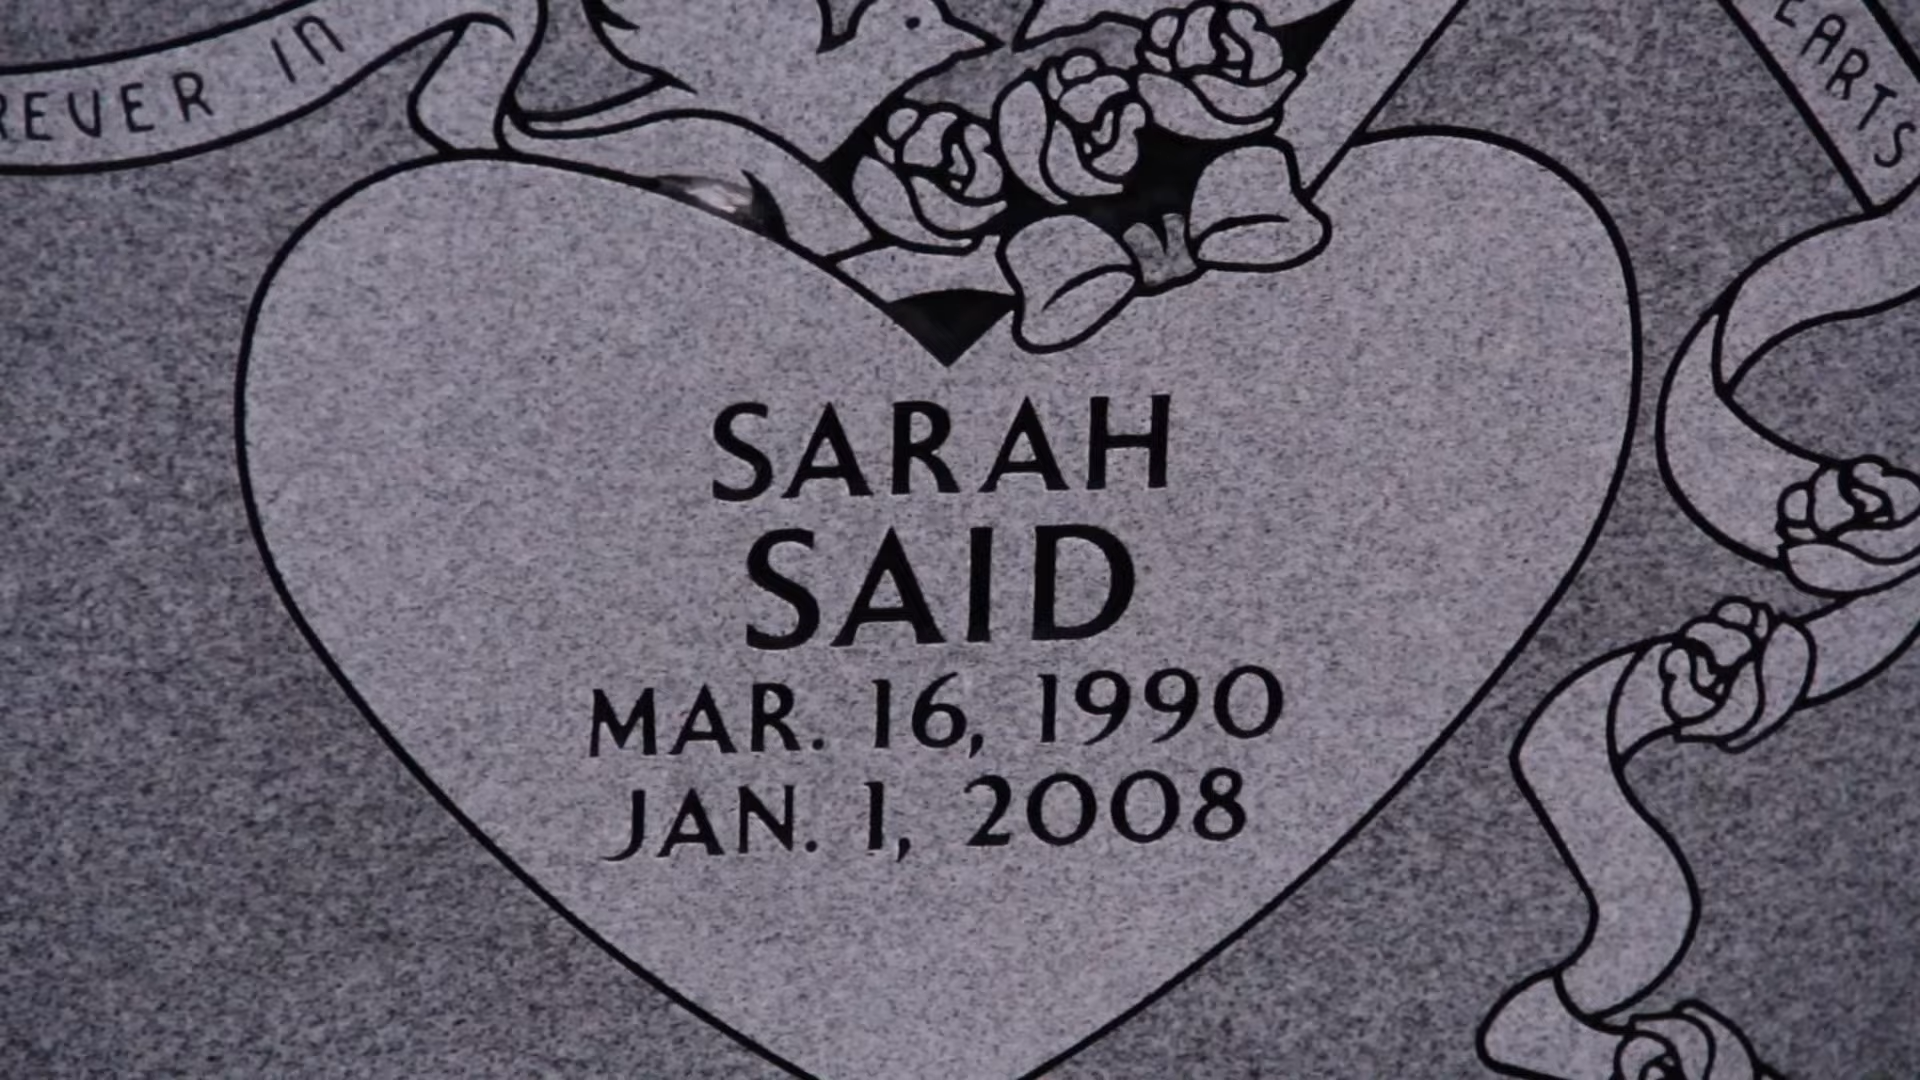 REVER IN
EARTS
SARAH
SAID
MAR. 16, 1990
JAN. 1, 2008